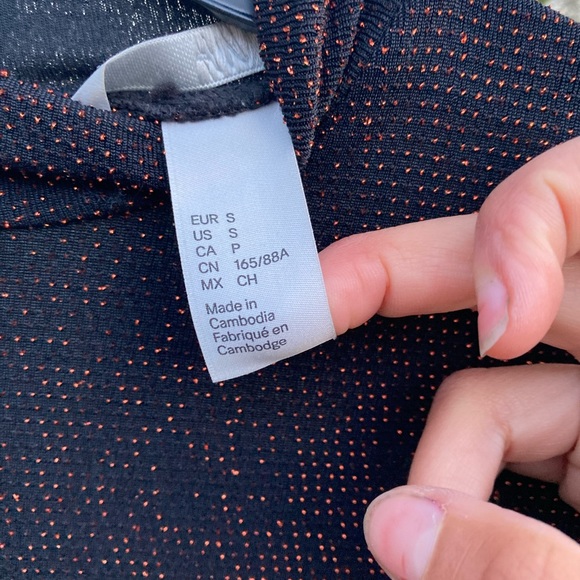 EUR S
US S
CA P
CN 165/88A
MX CH
Made in
Cambodia
Fabriqué en
Cambodge